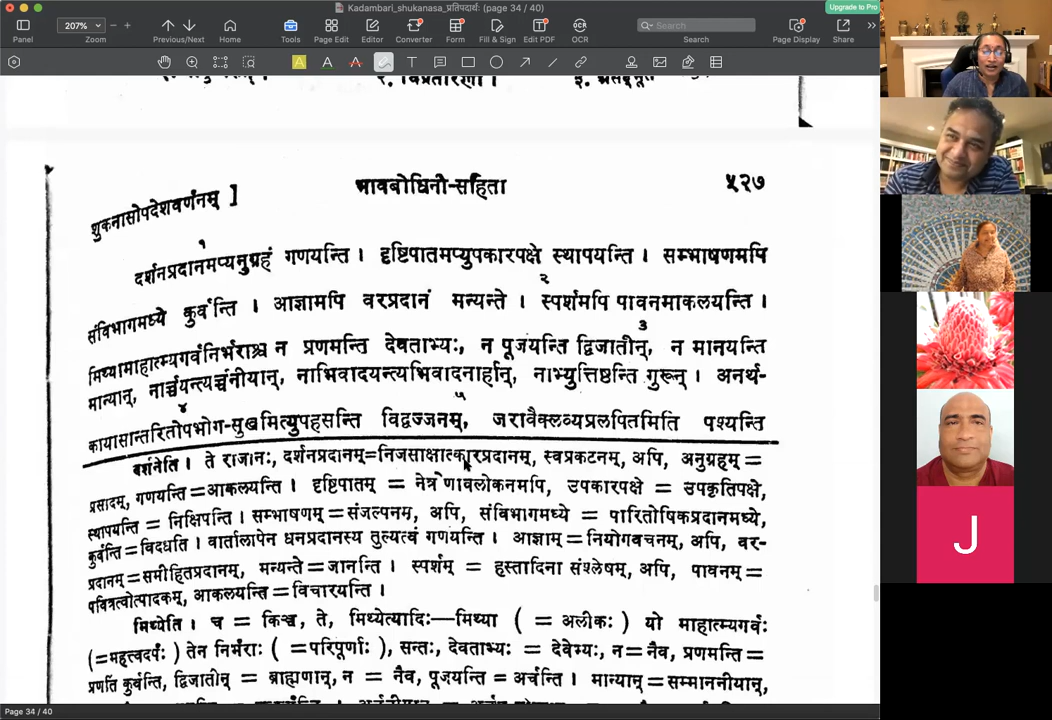 Kadambari_shukanasa_प्रतिपदार्थः (page 34 / 40)
Upgrade to Pro
Panel
207%
Zoom
Previous/Next
Home
Tools
Page Edit
Editor
Converter
Form
Fill & Sign
Edit PDF
OCR
Search
Search
Page Display
Share
भावबोधिनी-सहिता
५२७
शुकनासोपदेशवर्णनम् ]
दर्शनप्रदानमप्यनुग्रहं गणयन्ति । दृष्टिपातमप्युपकारपक्षे स्थापयन्ति । सम्भाषणमपि
संविभागमध्ये कुर्वन्ति । आज्ञामपि वरप्रदानं मन्यन्ते । स्पर्शमपि पावनमाकलयन्ति ।
मिथ्यामाहात्म्यगर्वनिर्भराश्च न प्रणमन्ति देवताभ्यः, न पूजयन्ति द्विजातीन्, न मानयन्ति
मान्यान्, नार्च्चयन्त्यर्च्चनीयान्, नाभिवादयन्त्यभिवादनार्हान्, नाभ्युत्तिष्ठन्ति गुरून् । अनर्थ-
कायासान्तरितोपभोग-सुखमित्युपहसन्ति विद्वज्जनम्, जरावैक्लव्यप्रलपितमिति पश्यन्ति
दर्शनेति । ते राजानः, दर्शनप्रदानम्=निजसाक्षात्कारप्रदानम्, स्वप्रकटनम्, अपि, अनुग्रहम् =
प्रसादम्, गणयन्ति =आकलयन्ति । दृष्टिपातम् = नेत्रेणावलोकनमपि, उपकारपक्षे = उपकृतिपक्षे,
स्थापयन्ति = निक्षिपन्ति । सम्भाषणम् =संजल्पनम्, अपि, संविभागमध्ये = पारितोषिकप्रदानमध्ये,
कुर्वन्ति=विदधति । वार्तालापेन धनप्रदानस्य तुल्यत्वं गणयन्ति । आज्ञाम् =नियोगवचनम्, अपि, वर-
प्रदानम् =समीहितप्रदानम्, मन्यन्ते =जानन्ति । स्पर्शम् = हस्तादिना संश्लेषम्, अपि, पावनम् =
पवित्रत्वोत्पादकम्, आकलयन्ति =विचारयन्ति ।
मिथ्येति । च = किञ्च, ते, मिथ्येत्यादिः—मिथ्या ( = अलीकः ) यो माहात्म्यगर्वः
(=महत्त्वदर्पः ) तेन निर्भराः ( =परिपूर्णाः ), सन्तः, देवताभ्यः = देवेभ्यः, न=नैव, प्रणमन्ति =
प्रणतिं कुर्वन्ति, द्विजातीन् = ब्राह्मणान्, न = नैव, पूजयन्ति =अर्चन्ति । मान्यान् =सम्माननीयान्,
Page 34 / 40
J